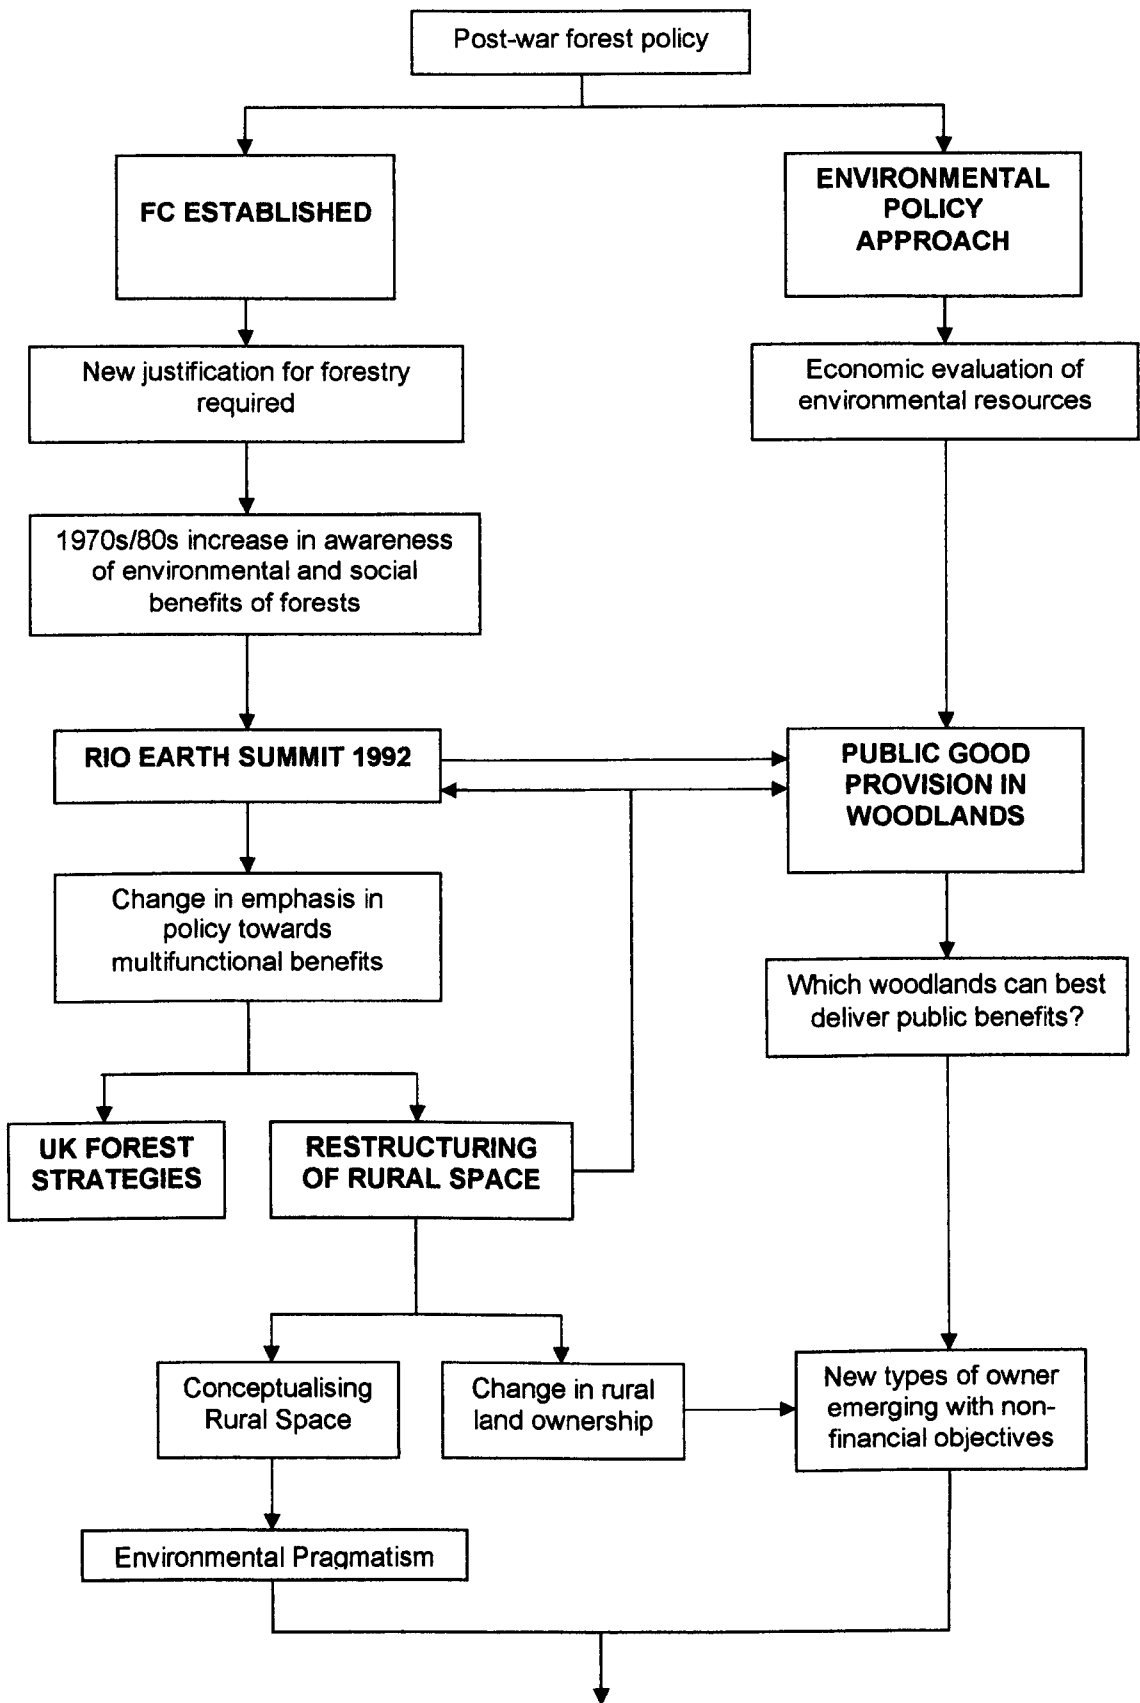 Post-war forest policy
FC ESTABLISHED
ENVIRONMENTAL
POLICY
APPROACH
New justification for forestry
required
Economic evaluation of
environmental resources
1970s/80s increase in awareness
of environmental and social
benefits of forests
RIO EARTH SUMMIT 1992
PUBLIC GOOD
PROVISION IN
WOODLANDS
Change in emphasis in
policy towards
multifunctional benefits
Which woodlands can best
deliver public benefits?
UK FOREST
STRATEGIES
RESTRUCTURING
OF RURAL SPACE
Conceptualising
Rural Space
Change in rural
land ownership
New types of owner
emerging with non-
financial objectives
Environmental Pragmatism